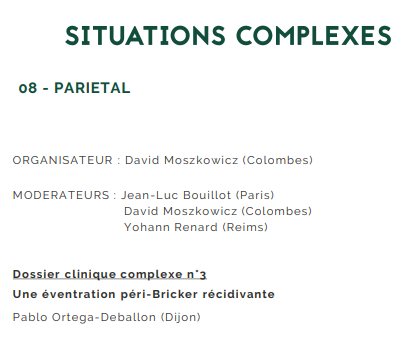 SITUATIONS COMPLEXES
08 - PARIETAL
ORGANISATEUR : David Moszkowicz (Colombes)
MODERATEURS : Jean-Luc Bouillot (Paris)
David Moszkowicz (Colombes)
Yohann Renard (Reims)
Dossier clinique complexe n°3
Une éventration péri-Bricker récidivante
Pablo Ortega-Deballon (Dijon)